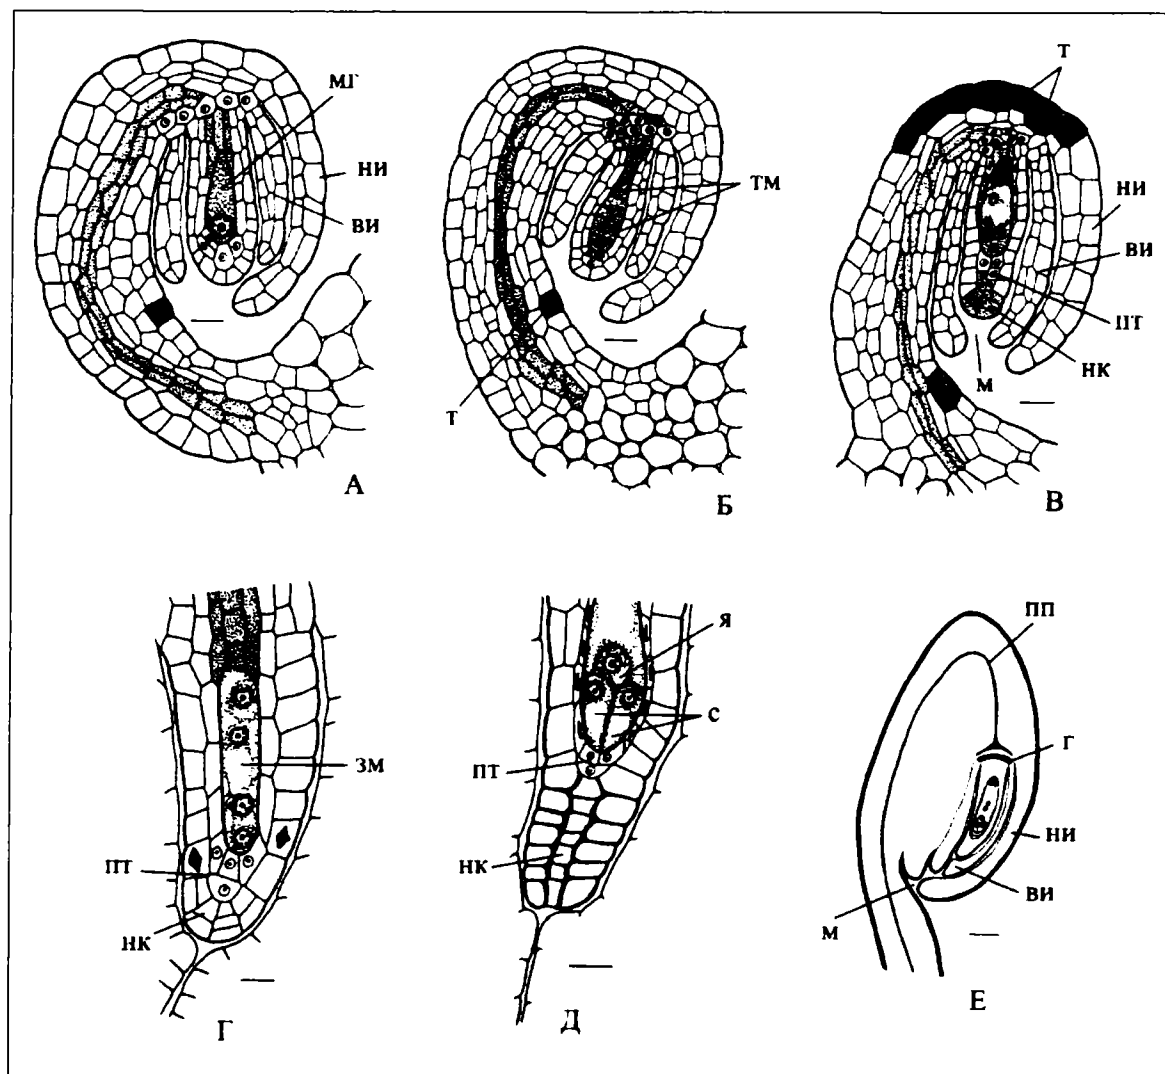 МГ
НИ
ВИ
А
ТМ
Т
Б
Т
НИ
ВИ
ПТ
НК
М
В
ЗМ
ПТ
НК
Г
Я
С
ПТ
НК
Д
ПП
Г
НИ
ВИ
М
Е